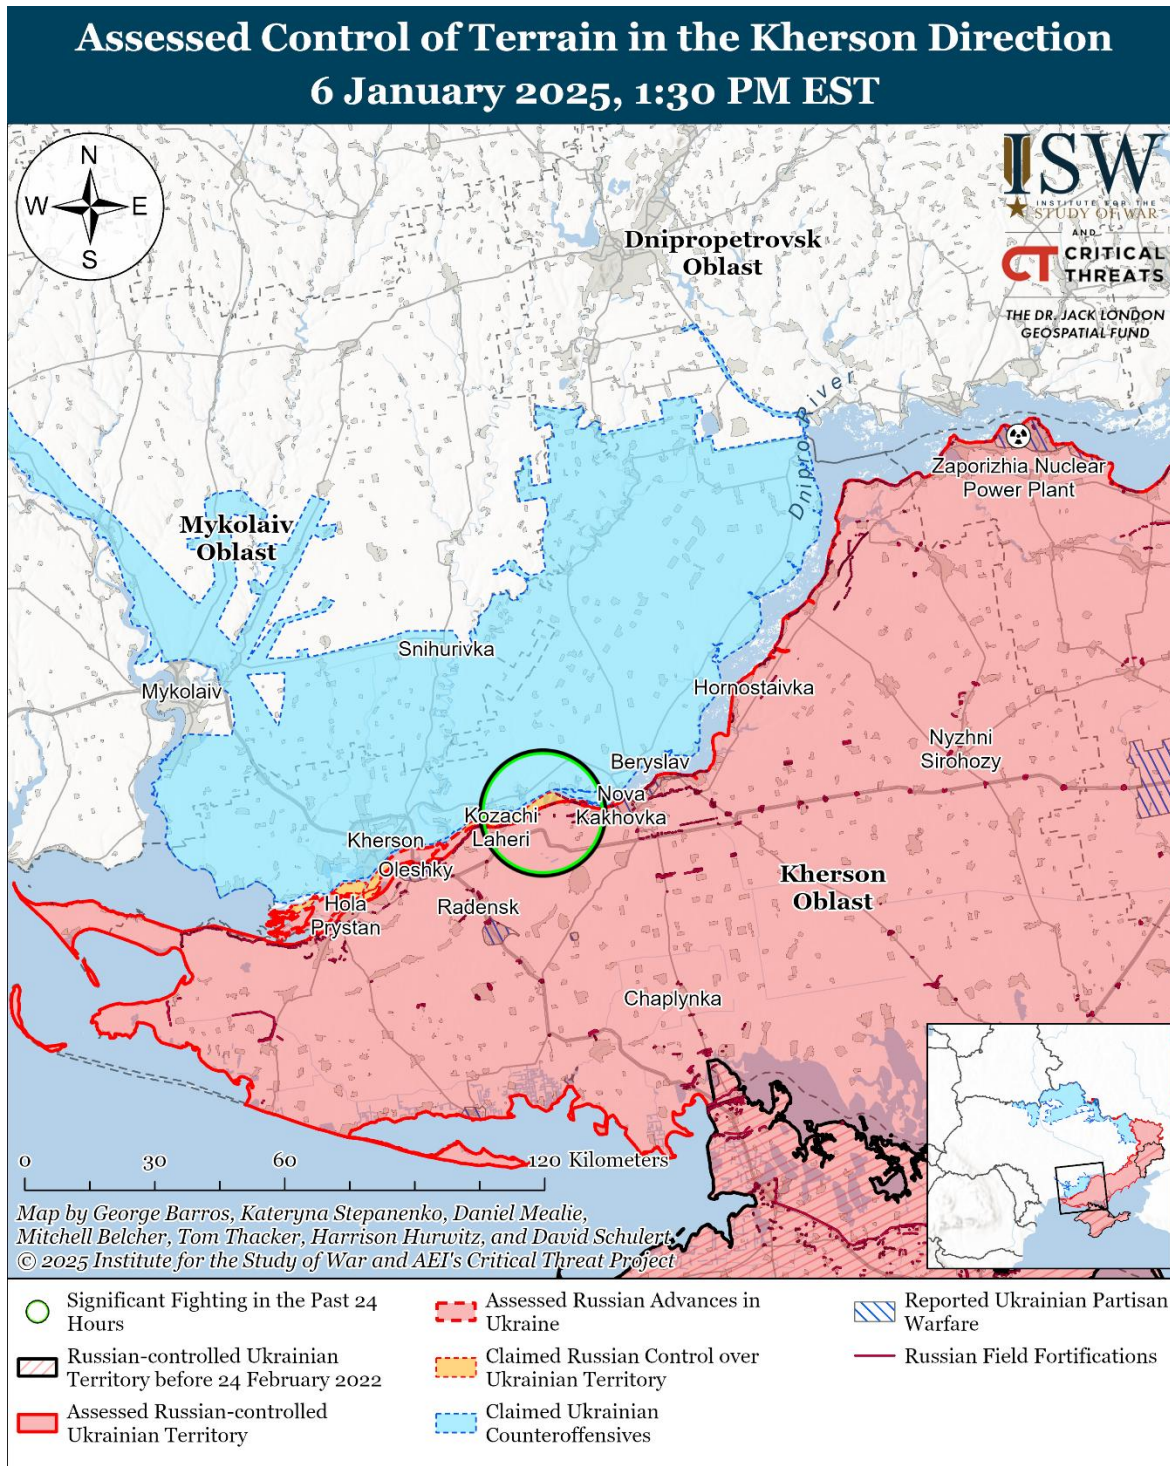 Assessed Control of Terrain in the Kherson Direction
6 January 2025, 1:30 PM EST
N
W
E
S
ISW
INSTITUTE FOR THE
STUDY OF WAR
AND
CT CRITICAL
THREATS
THE DR. JACK LONDON
GEOSPATIAL FUND
Dnipropetrovsk
Oblast
Dnipro River
Zaporizhia Nuclear
Power Plant
Dnipro
Mykolaiv
Oblast
Snihurivka
Mykolaiv
Hornostaivka
Nyzhni
Sirohozy
Beryslav
Nova
Kakhovka
Kozachi
Laheri
Kherson
Oleshky
Kherson
Oblast
Hola
Prystan
Radensk
Chaplynka
0 30 60 120 Kilometers
Map by George Barros, Kateryna Stepanenko, Daniel Mealie,
Mitchell Belcher, Tom Thacker, Harrison Hurwitz, and David Schulert
© 2025 Institute for the Study of War and AEI's Critical Threat Project
Significant Fighting in the Past 24
Hours
Russian-controlled Ukrainian
Territory before 24 February 2022
Assessed Russian-controlled
Ukrainian Territory
Assessed Russian Advances in
Ukraine
Claimed Russian Control over
Ukrainian Territory
Claimed Ukrainian
Counteroffensives
Reported Ukrainian Partisan
Warfare
Russian Field Fortifications